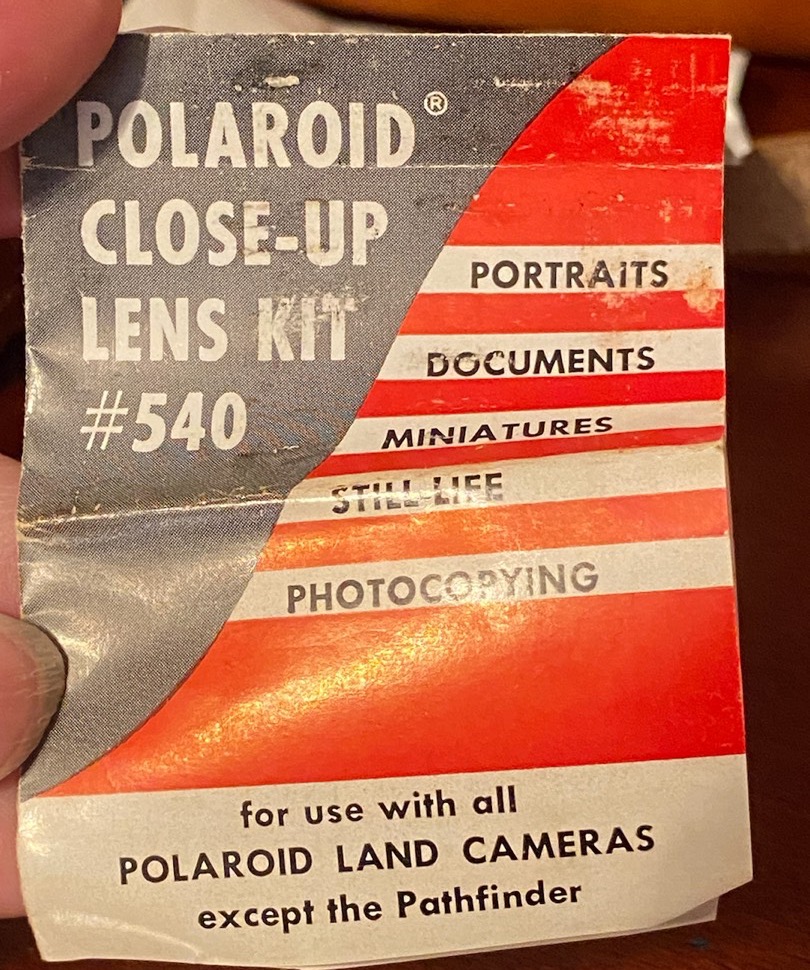 POLAROID®
CLOSE-UP
LENS KIT
#540
PORTRAITS
DOCUMENTS
MINIATURES
STILL-LIFE
PHOTOCOPYING
for use with all
POLAROID LAND CAMERAS
except the Pathfinder